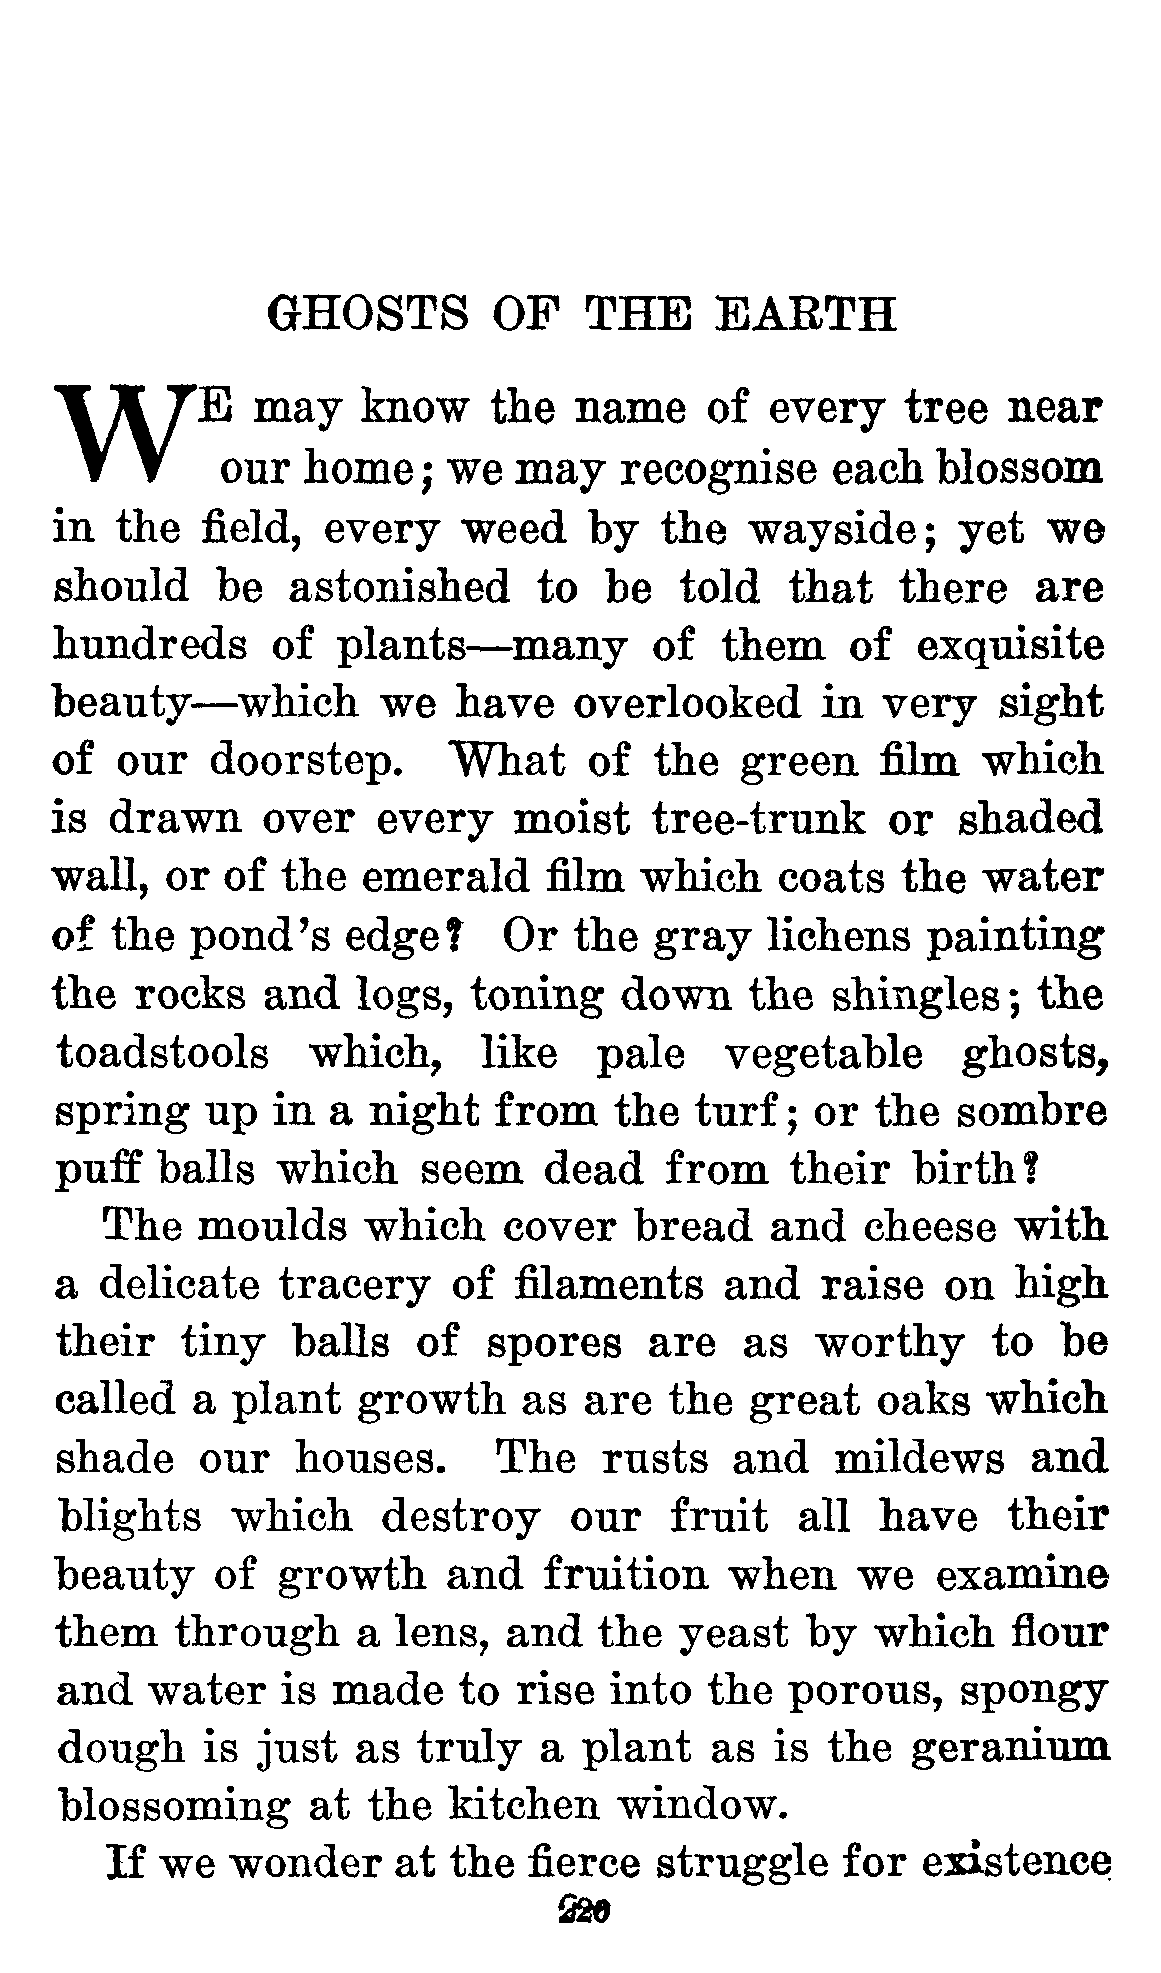 GHOSTS OF THE EARTH
WE may know the name of every tree near
our home; we may recognise each blossom
in the field, every weed by the wayside; yet we
should be astonished to be told that there are
hundreds of plants—many of them of exquisite
beauty—which we have overlooked in very sight
of our doorstep. What of the green film which
is drawn over every moist tree-trunk or shaded
wall, or of the emerald film which coats the water
of the pond's edge? Or the gray lichens painting
the rocks and logs, toning down the shingles; the
toadstools which, like pale vegetable ghosts,
spring up in a night from the turf; or the sombre
puff balls which seem dead from their birth?
The moulds which cover bread and cheese with
a delicate tracery of filaments and raise on high
their tiny balls of spores are as worthy to be
called a plant growth as are the great oaks which
shade our houses. The rusts and mildews and
blights which destroy our fruit all have their
beauty of growth and fruition when we examine
them through a lens, and the yeast by which flour
and water is made to rise into the porous, spongy
dough is just as truly a plant as is the geranium
blossoming at the kitchen window.
If we wonder at the fierce struggle for existence
220